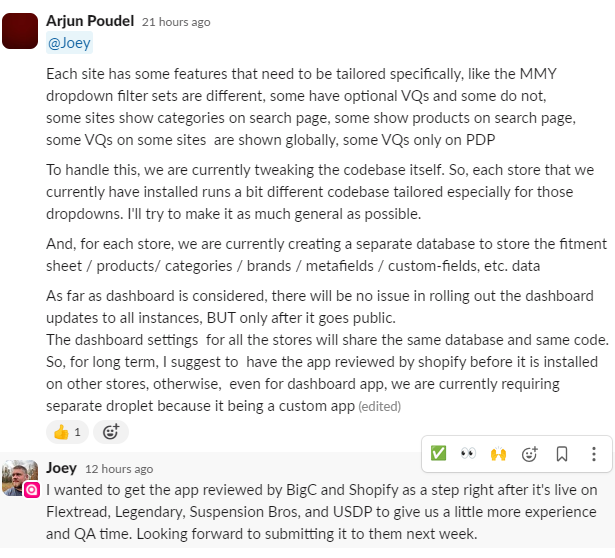 Arjun Poudel 21 hours ago
@Joey
Each site has some features that need to be tailored specifically, like the MMY
dropdown filter sets are different, some have optional VQs and some do not,
some sites show categories on search page, some show products on search page,
some VQs on some sites are shown globally, some VQs only on PDP
To handle this, we are currently tweaking the codebase itself. So, each store that we
currently have installed runs a bit different codebase tailored especially for those
dropdowns. I'll try to make it as much general as possible.
And, for each store, we are currently creating a separate database to store the fitment
sheet / products/ categories / brands / metafields / custom-fields, etc. data
As far as dashboard is considered, there will be no issue in rolling out the dashboard
updates to all instances, BUT only after it goes public.
The dashboard settings for all the stores will share the same database and same code.
So, for long term, I suggest to have the app reviewed by shopify before it is installed
on other stores, otherwise, even for dashboard app, we are currently requiring
separate droplet because it being a custom app (edited)
1
Joey 12 hours ago
I wanted to get the app reviewed by BigC and Shopify as a step right after it's live on
Flextread, Legendary, Suspension Bros, and USDP to give us a little more experience
and QA time. Looking forward to submitting it to them next week.